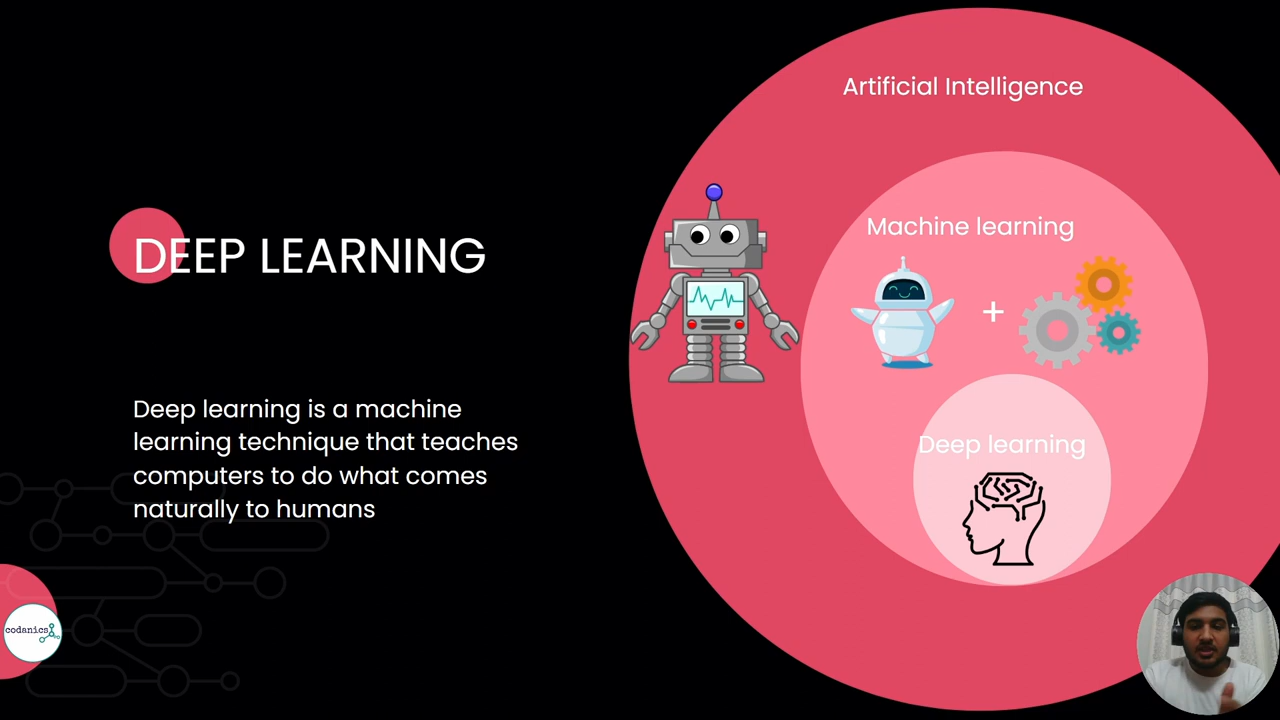 DEEP LEARNING
Deep learning is a machine
learning technique that teaches
computers to do what comes
naturally to humans
codanics
Artificial Intelligence
Machine learning
+
Deep learning